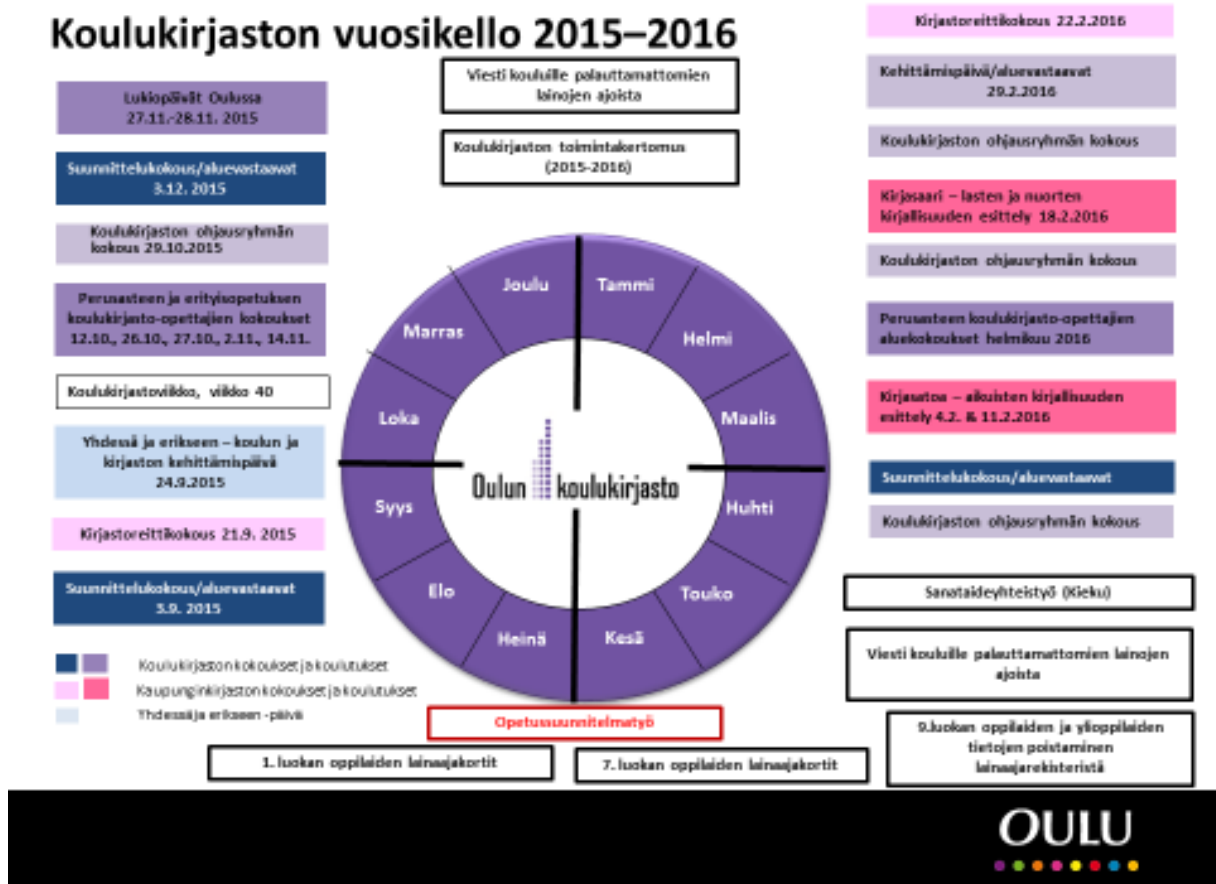 Koulukirjaston vuosikello 2015–2016
Viesti kouluille palauttamattomien
lainojen ajoista
Koulukirjaston toimintakertomus
(2015-2016)
Lukiopäivät Oulussa
27.11.-28.11. 2015
Suunnittelukokous/aluevastaavat
3.12. 2015
Koulukirjaston ohjausryhmän
kokous 29.10.2015
Perusasteen ja erityisopetuksen
koulukirjasto-opettajien kokoukset
12.10., 26.10., 27.10., 2.11., 14.11.
Koulukirjastoviikko, viikko 40
Yhdessä ja erikseen – koulun ja
kirjaston kehittämispäivä
24.9.2015
Kirjastoreittikokous 21.9. 2015
Suunnittelukokous/aluevastaavat
3.9. 2015
Koulukirjaston kokoukset ja koulutukset
Kaupunginkirjaston kokoukset ja koulutukset
Yhdessä ja erikseen -päivä
Joulu
Tammi
Marras
Helmi
Loka
Maalis
Oulun koulukirjasto
Syys
Huhti
Elo
Touko
Heinä
Kesä
Kirjastoreittikokous 22.2.2016
Kehittämispäivä/aluevastaavat
29.2.2016
Koulukirjaston ohjausryhmän kokous
Kirjasaari – lasten ja nuorten
kirjallisuuden esittely 18.2.2016
Koulukirjaston ohjausryhmän kokous
Perusasteen koulukirjasto-opettajien
aluekokoukset helmikuu 2016
Kirjasatoa – aikuisten kirjallisuuden
esittely 4.2. & 11.2.2016
Suunnittelukokous/aluevastaavat
Koulukirjaston ohjausryhmän kokous
Sanataideyhteistyö (Kieku)
Viesti kouluille palauttamattomien lainojen
ajoista
9.luokan oppilaiden ja ylioppilaiden
tietojen poistaminen
lainaajarekisteristä
Opetussuunnitelmatyö
1. luokan oppilaiden lainaajakortit
7. luokan oppilaiden lainaajakortit
OULU